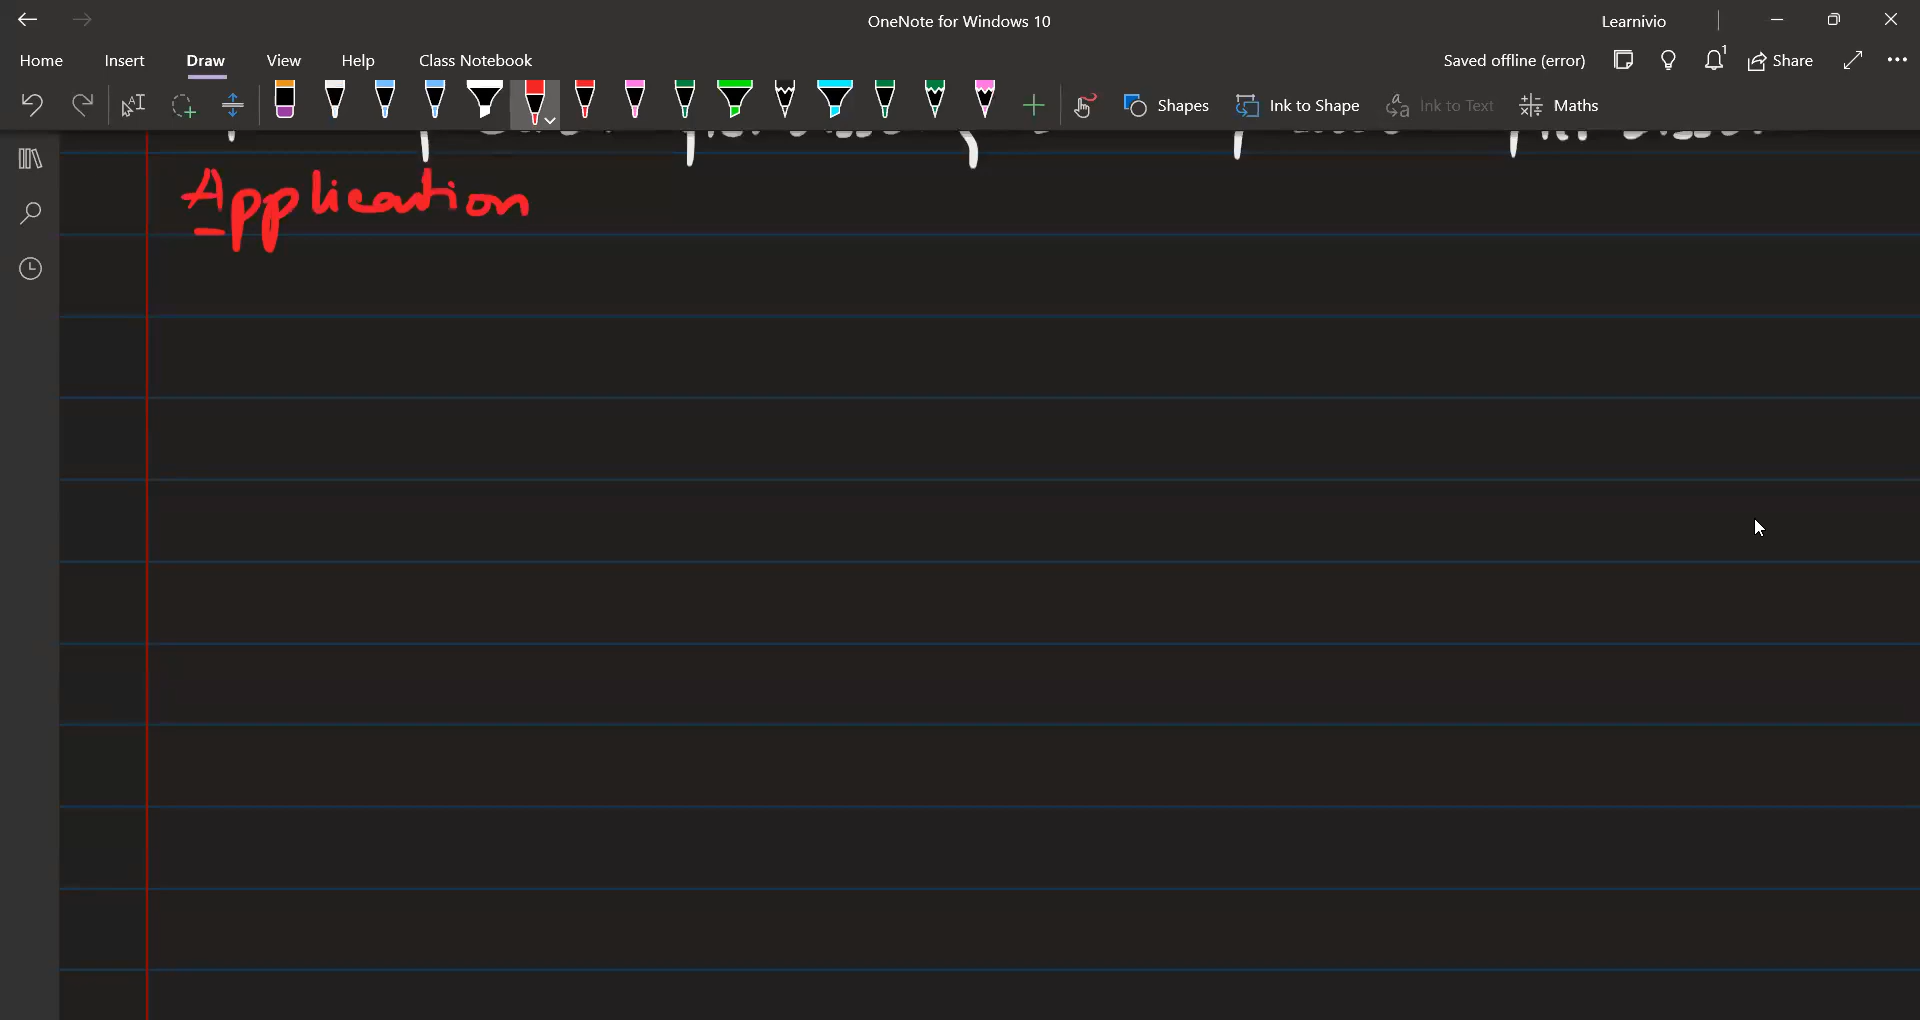 OneNote for Windows 10
Learnivio
Home Insert Draw View Help Class Notebook
Saved offline (error) 1 Share
Shapes Ink to Shape Ink to Text Maths
Application